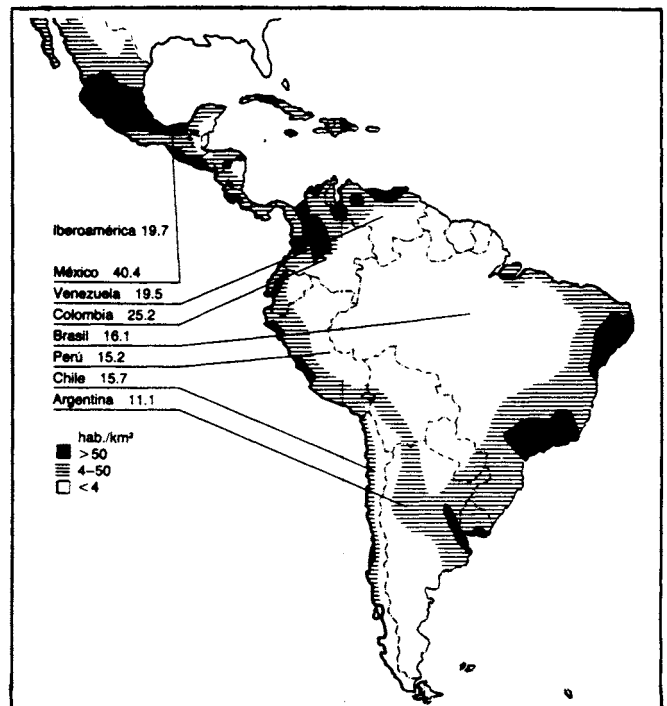 Iberoamérica 19.7
México 40.4
Venezuela 19.5
Colombia 25.2
Brasil 16.1
Perú 15.2
Chile 15.7
Argentina 11.1
hab./km²
>50
4–50
<4